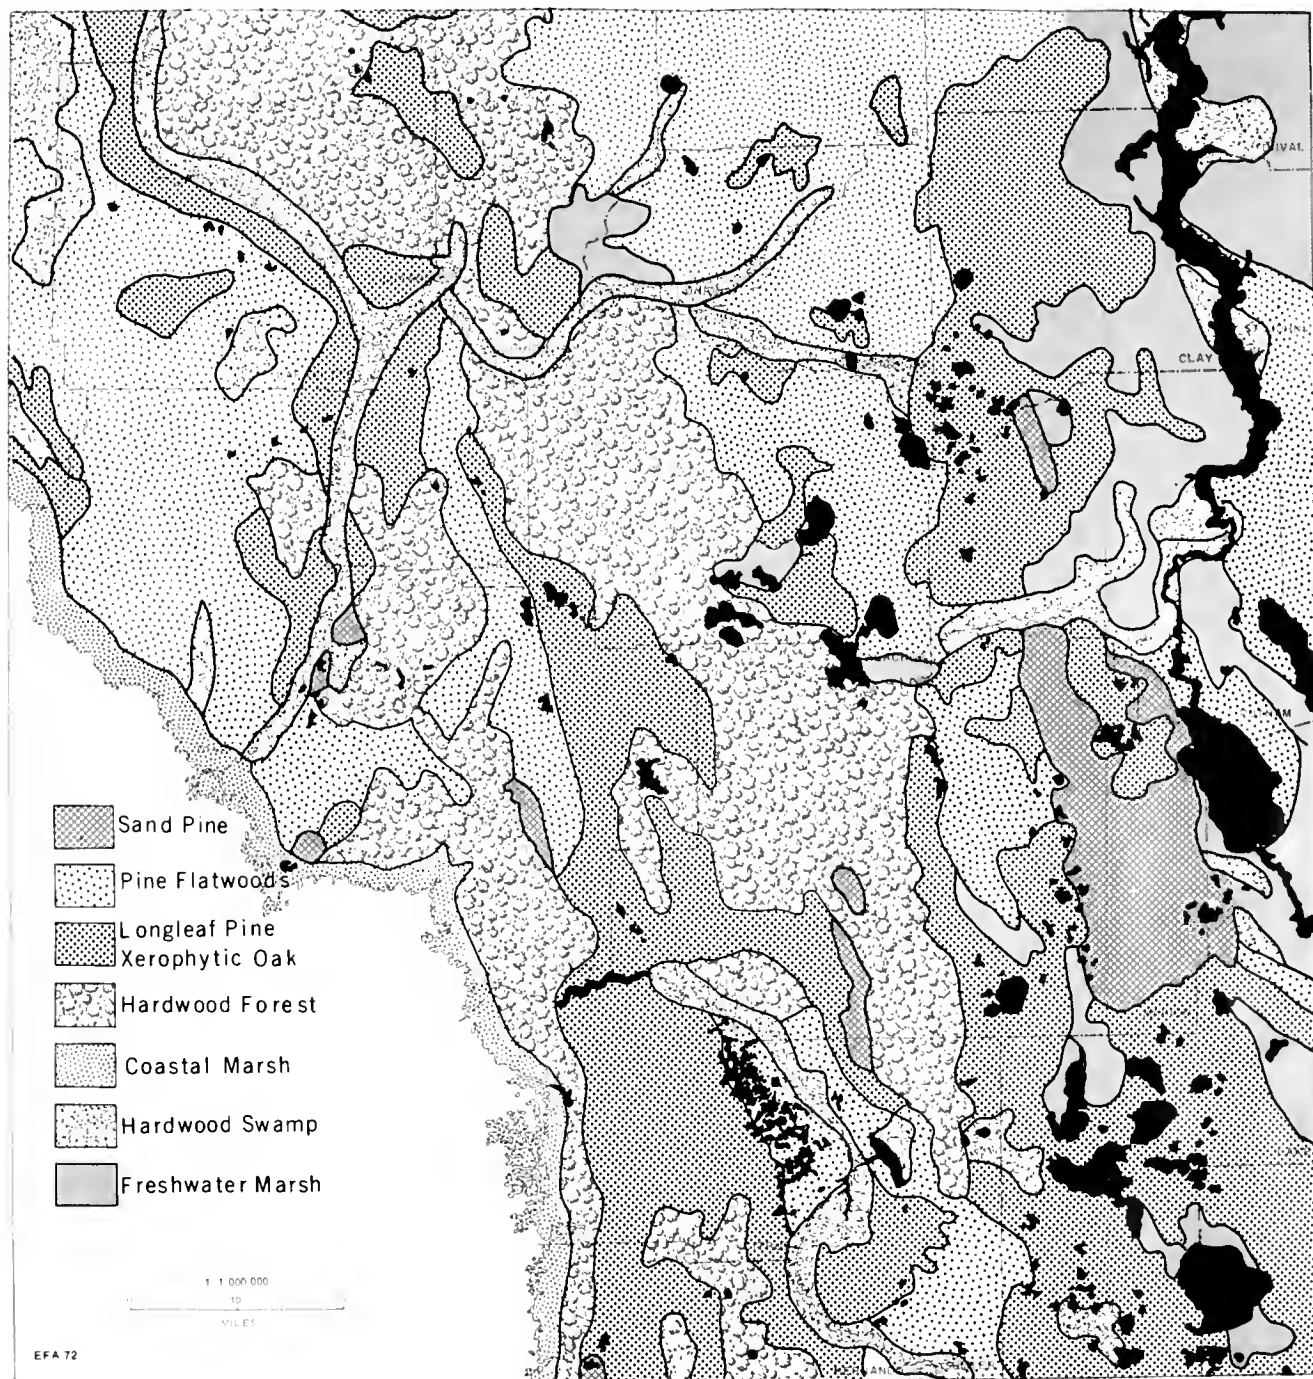 CLAY
Sand Pine
Pine Flatwoods
Longleaf Pine
Xerophytic Oak
Hardwood Forest
Coastal Marsh
Hardwood Swamp
Freshwater Marsh
1:1 000 000
10
MILES
EFA 72